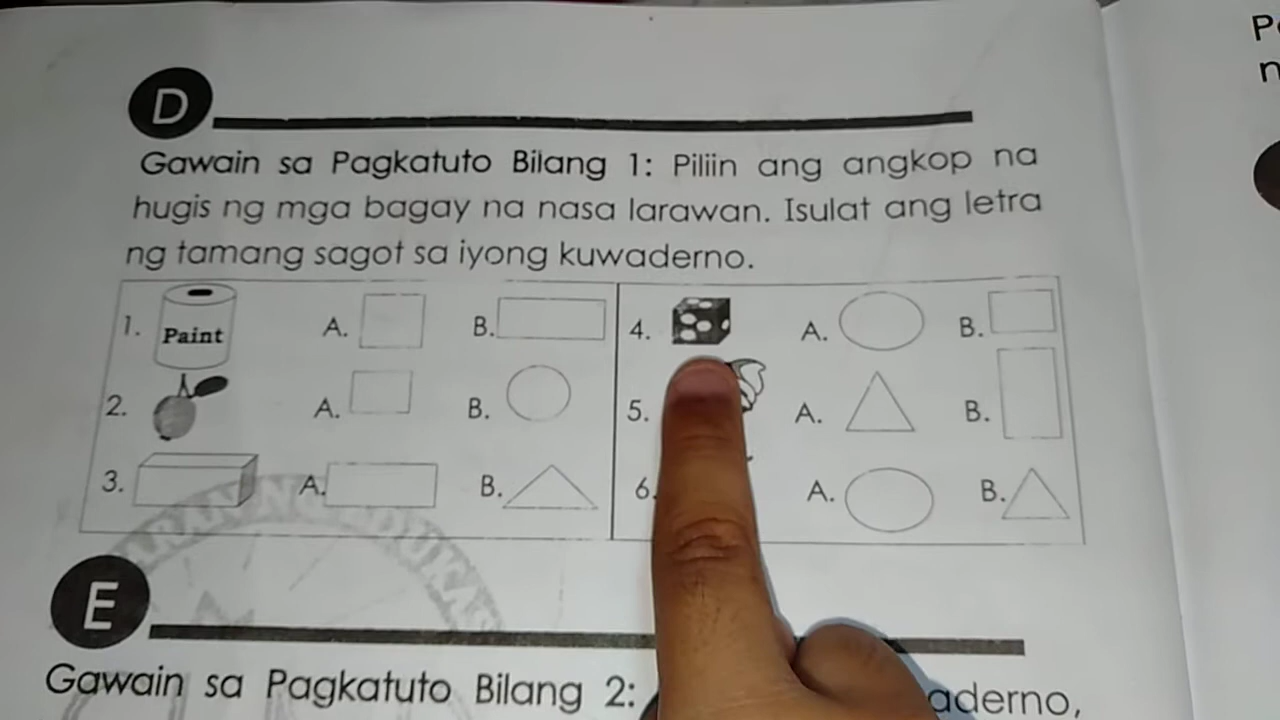 D
Gawain sa Pagkatuto Bilang 1: Piliin ang angkop na
hugis ng mga bagay na nasa larawan. Isulat ang letra
ng tamang sagot sa iyong kuwaderno.
1. Paint A. B.
2. A. B.
3. A. B.
4. A. B.
5. A. B.
6. A. B.
E
Gawain sa Pagkatuto Bilang 2: